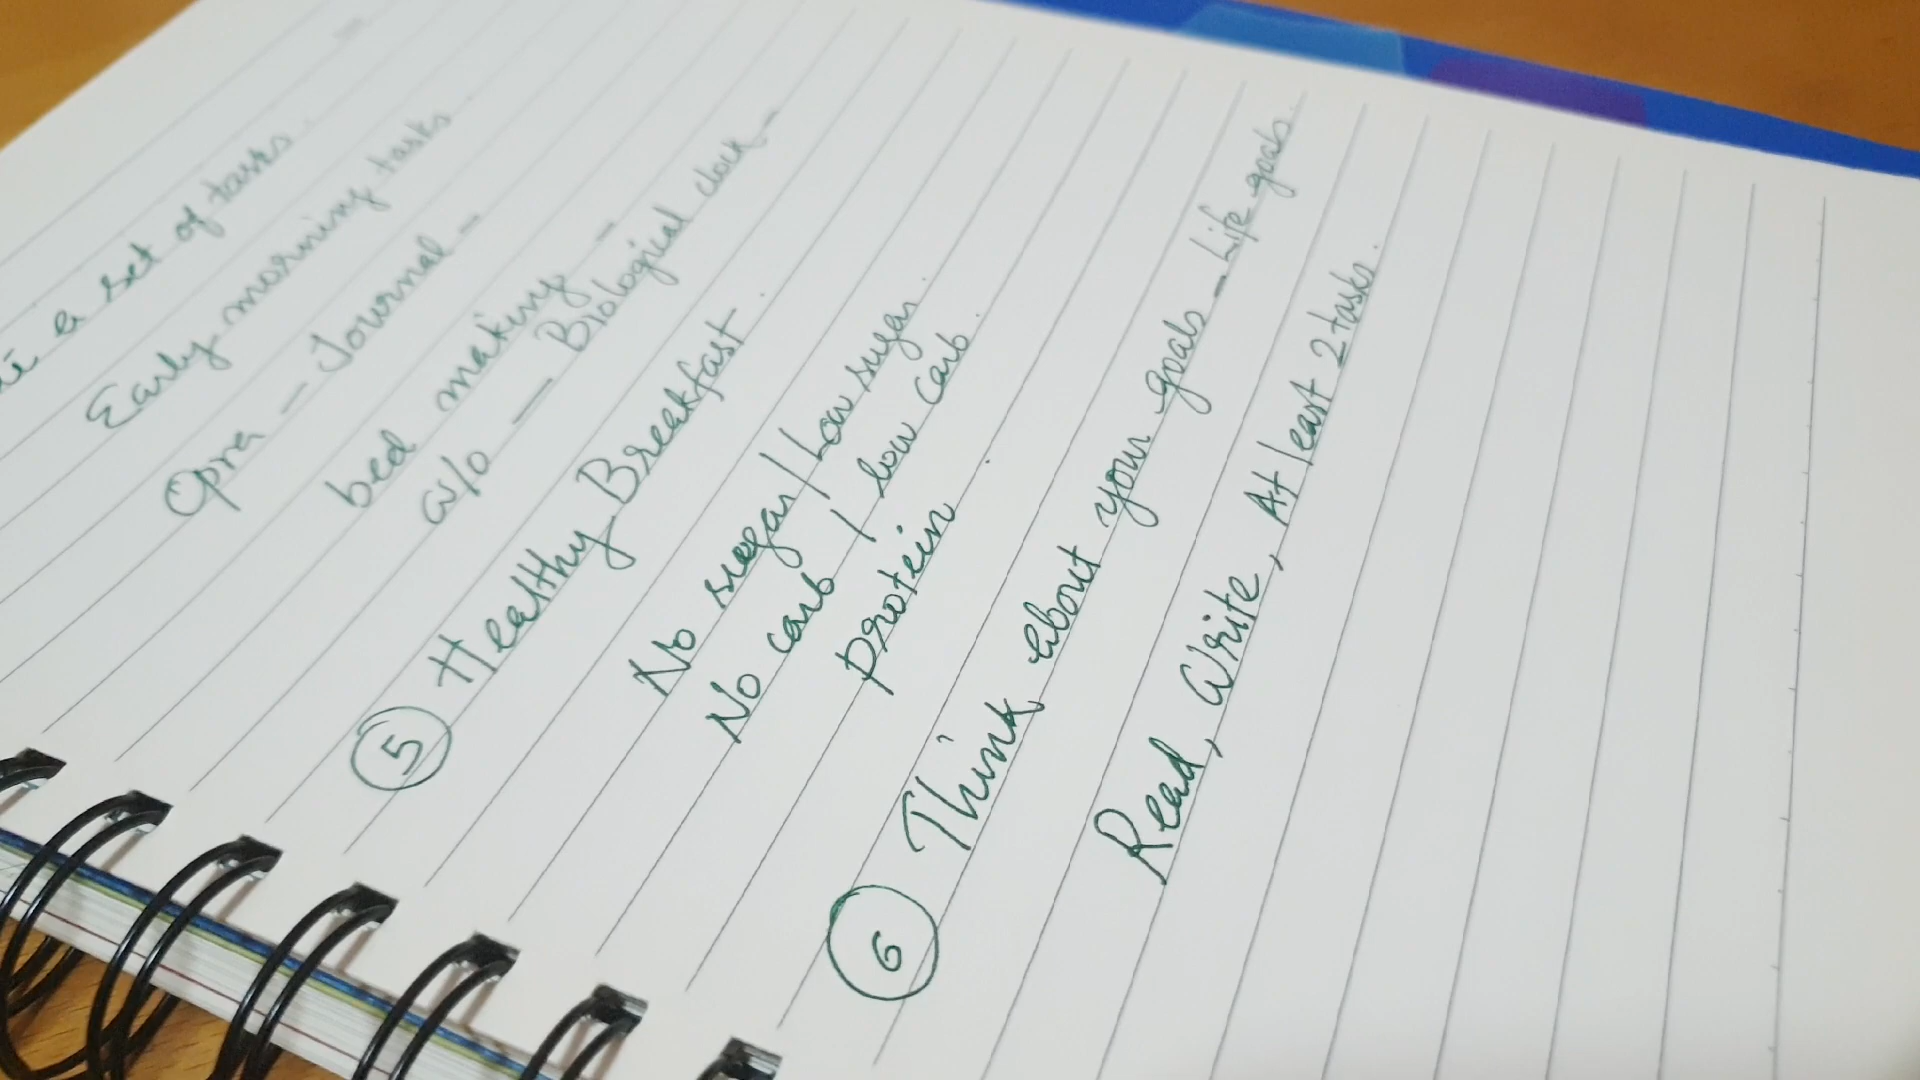 a set of tasks.
Early morning tasks
Opra – Journal –
bed making –
w/o — Biological clock –
5 Healthy Breakfast.
No sugar / Low sugar.
No carb / low carb.
Protein
6 Think about your goals – Life goals.
Read, Write, At least 2 tasks.